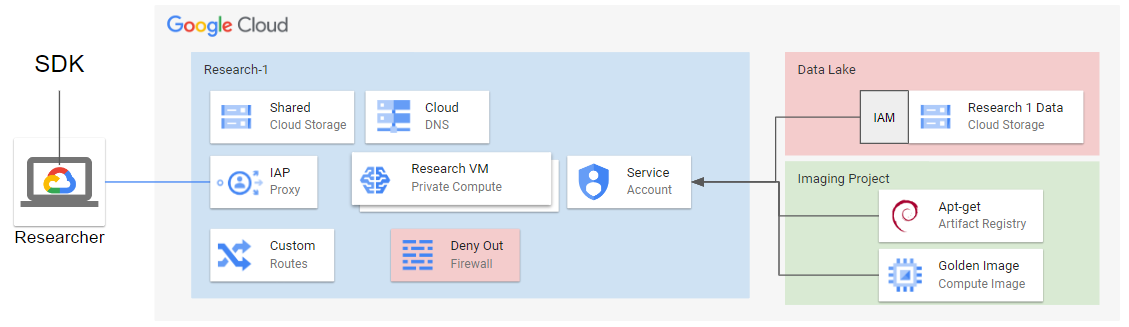 Google Cloud
SDK
Researcher
Research-1
Shared
Cloud Storage
Cloud
DNS
IAP
Proxy
Research VM
Private Compute
Service
Account
Custom
Routes
Deny Out
Firewall
Data Lake
IAM
Research 1 Data
Cloud Storage
Imaging Project
Apt-get
Artifact Registry
Golden Image
Compute Image